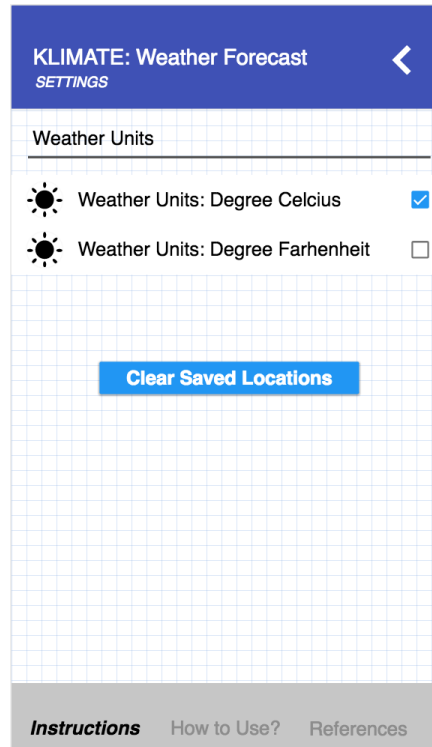 KLIMATE: Weather Forecast
SETTINGS
Weather Units
Weather Units: Degree Celcius
Weather Units: Degree Farhenheit
Clear Saved Locations
Instructions How to Use? References